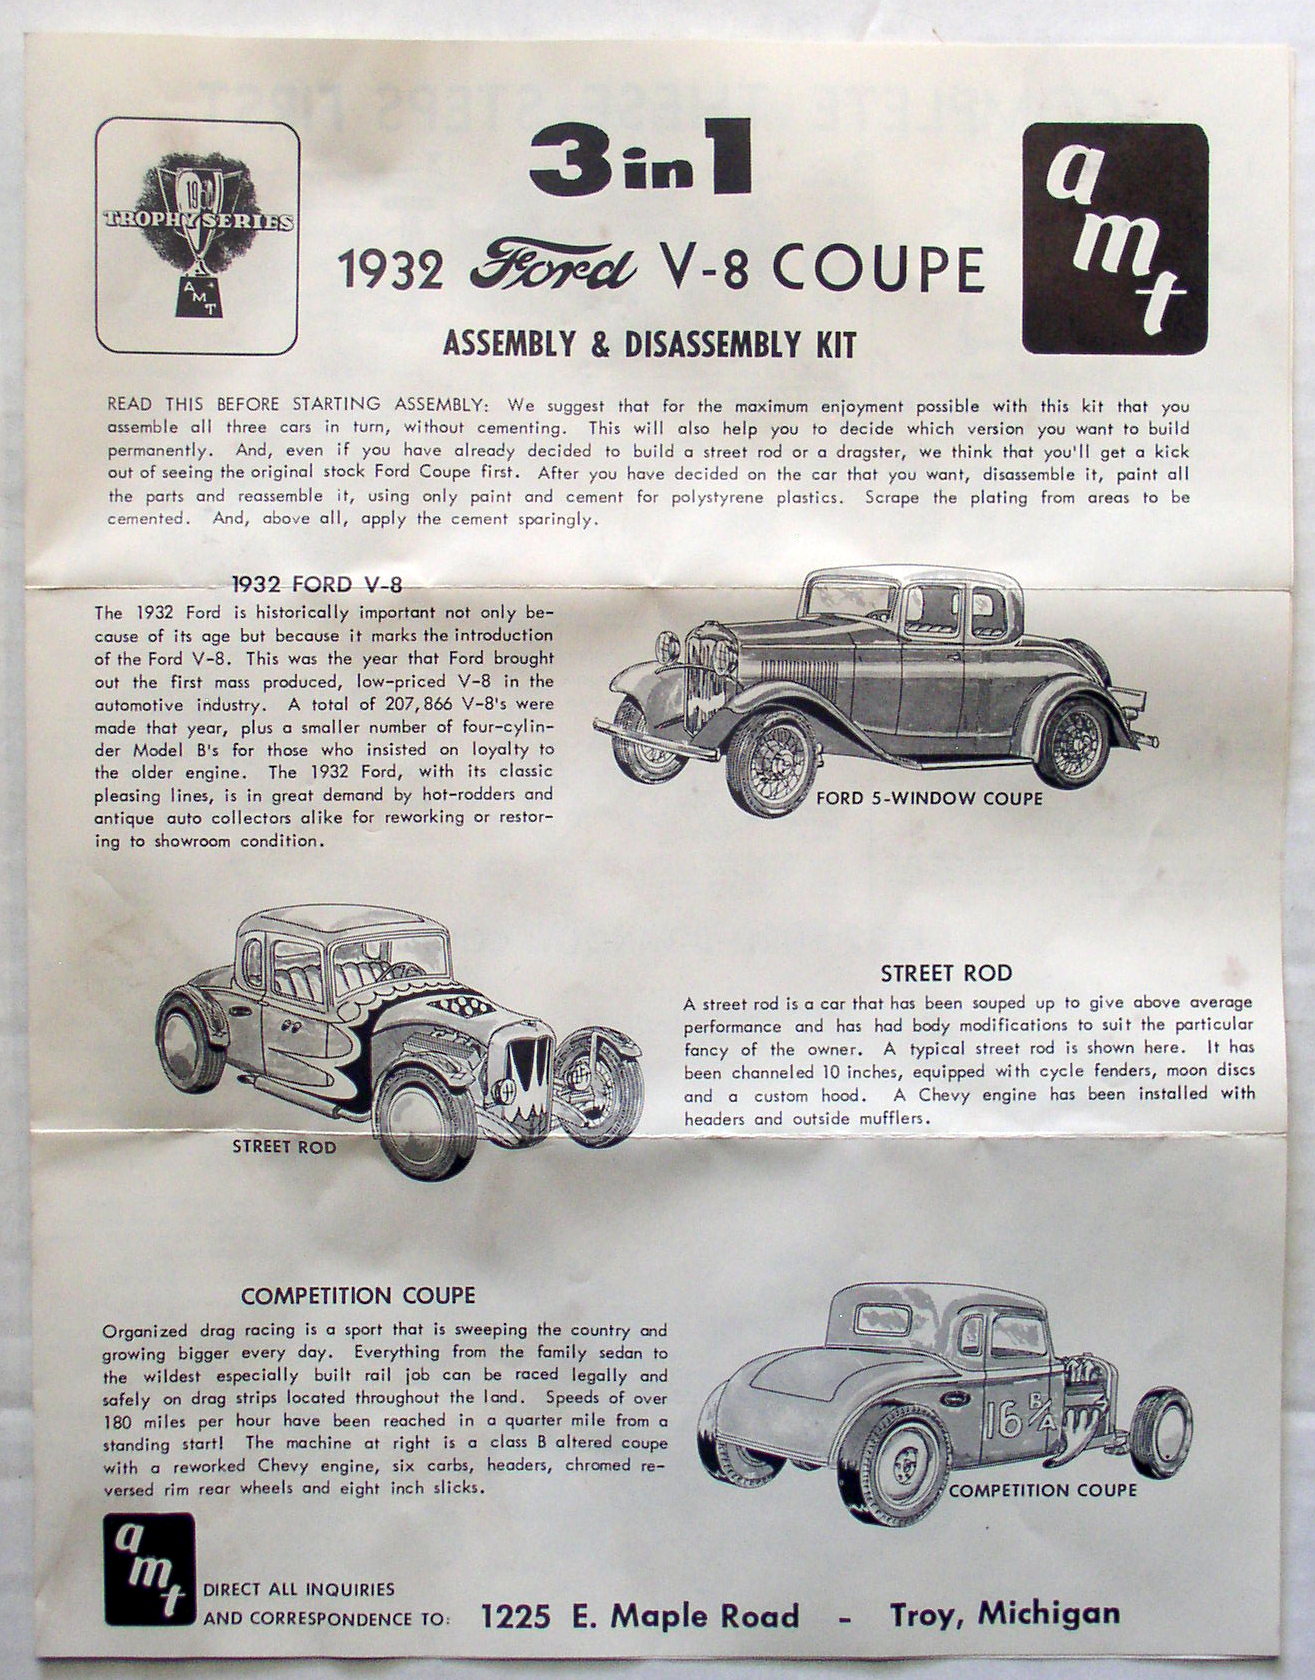 3 in 1
TROPHY SERIES
AMT
amt
1932 Ford V-8 COUPE
ASSEMBLY & DISASSEMBLY KIT
READ THIS BEFORE STARTING ASSEMBLY: We suggest that for the maximum enjoyment possible with this kit that you
assemble all three cars in turn, without cementing. This will also help you to decide which version you want to build
permanently. And, even if you have already decided to build a street rod or a dragster, we think that you'll get a kick
out of seeing the original stock Ford Coupe first. After you have decided on the car that you want, disassemble it, paint all
the parts and reassemble it, using only paint and cement for polystyrene plastics. Scrape the plating from areas to be
cemented. And, above all, apply the cement sparingly.
1932 FORD V-8
The 1932 Ford is historically important not only be-
cause of its age but because it marks the introduction
of the Ford V-8. This was the year that Ford brought
out the first mass produced, low-priced V-8 in the
automotive industry. A total of 207,866 V-8's were
made that year, plus a smaller number of four-cylin-
der Model B's for those who insisted on loyalty to
the older engine. The 1932 Ford, with its classic
pleasing lines, is in great demand by hot-rodders and
antique auto collectors alike for reworking or restor-
ing to showroom condition.
FORD 5-WINDOW COUPE
STREET ROD
A street rod is a car that has been souped up to give above average
performance and has had body modifications to suit the particular
fancy of the owner. A typical street rod is shown here. It has
been channeled 10 inches, equipped with cycle fenders, moon discs
and a custom hood. A Chevy engine has been installed with
headers and outside mufflers.
STREET ROD
COMPETITION COUPE
Organized drag racing is a sport that is sweeping the country and
growing bigger every day. Everything from the family sedan to
the wildest especially built rail job can be raced legally and
safely on drag strips located throughout the land. Speeds of over
180 miles per hour have been reached in a quarter mile from a
standing start! The machine at right is a class B altered coupe
with a reworked Chevy engine, six carbs, headers, chromed re-
versed rim rear wheels and eight inch slicks.
16 B/A
COMPETITION COUPE
amt
DIRECT ALL INQUIRIES
AND CORRESPONDENCE TO: 1225 E. Maple Road - Troy, Michigan